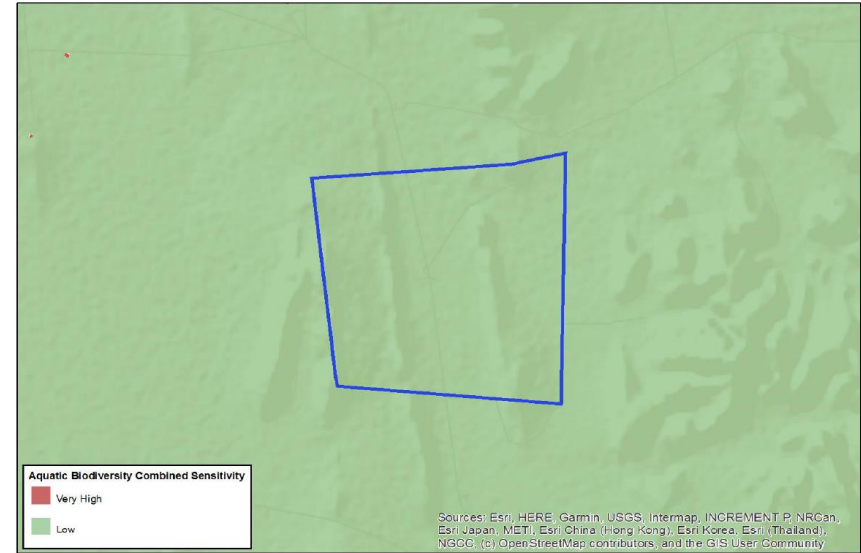 Aquatic Biodiversity Combined Sensitivity
Very High
Low
Sources: Esri, HERE, Garmin, USGS, Intermap, INCREMENT P, NRCan,
Esri Japan, METI, Esri China (Hong Kong), Esri Korea, Esri (Thailand),
NGCC, (c) OpenStreetMap contributors, and the GIS User Community